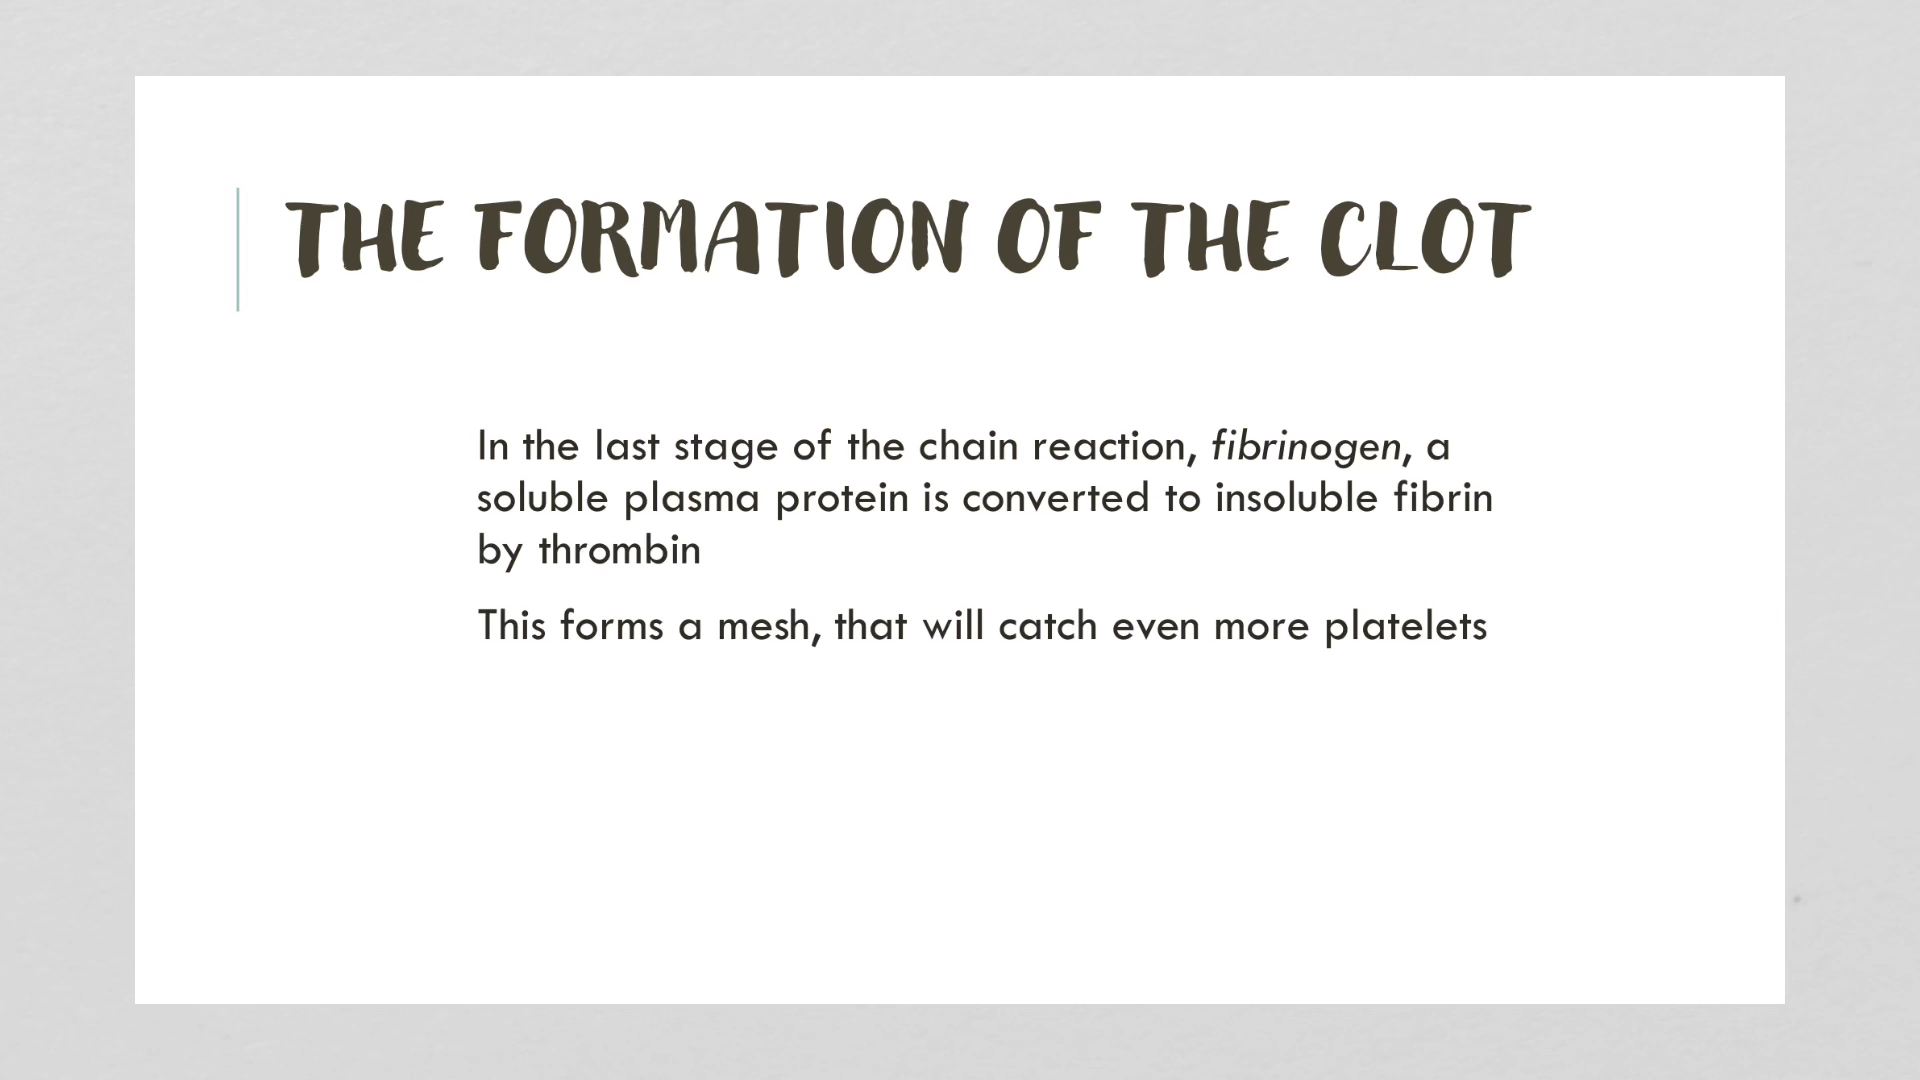 THE FORMATION OF THE CLOT
In the last stage of the chain reaction, fibrinogen, a
soluble plasma protein is converted to insoluble fibrin
by thrombin
This forms a mesh, that will catch even more platelets